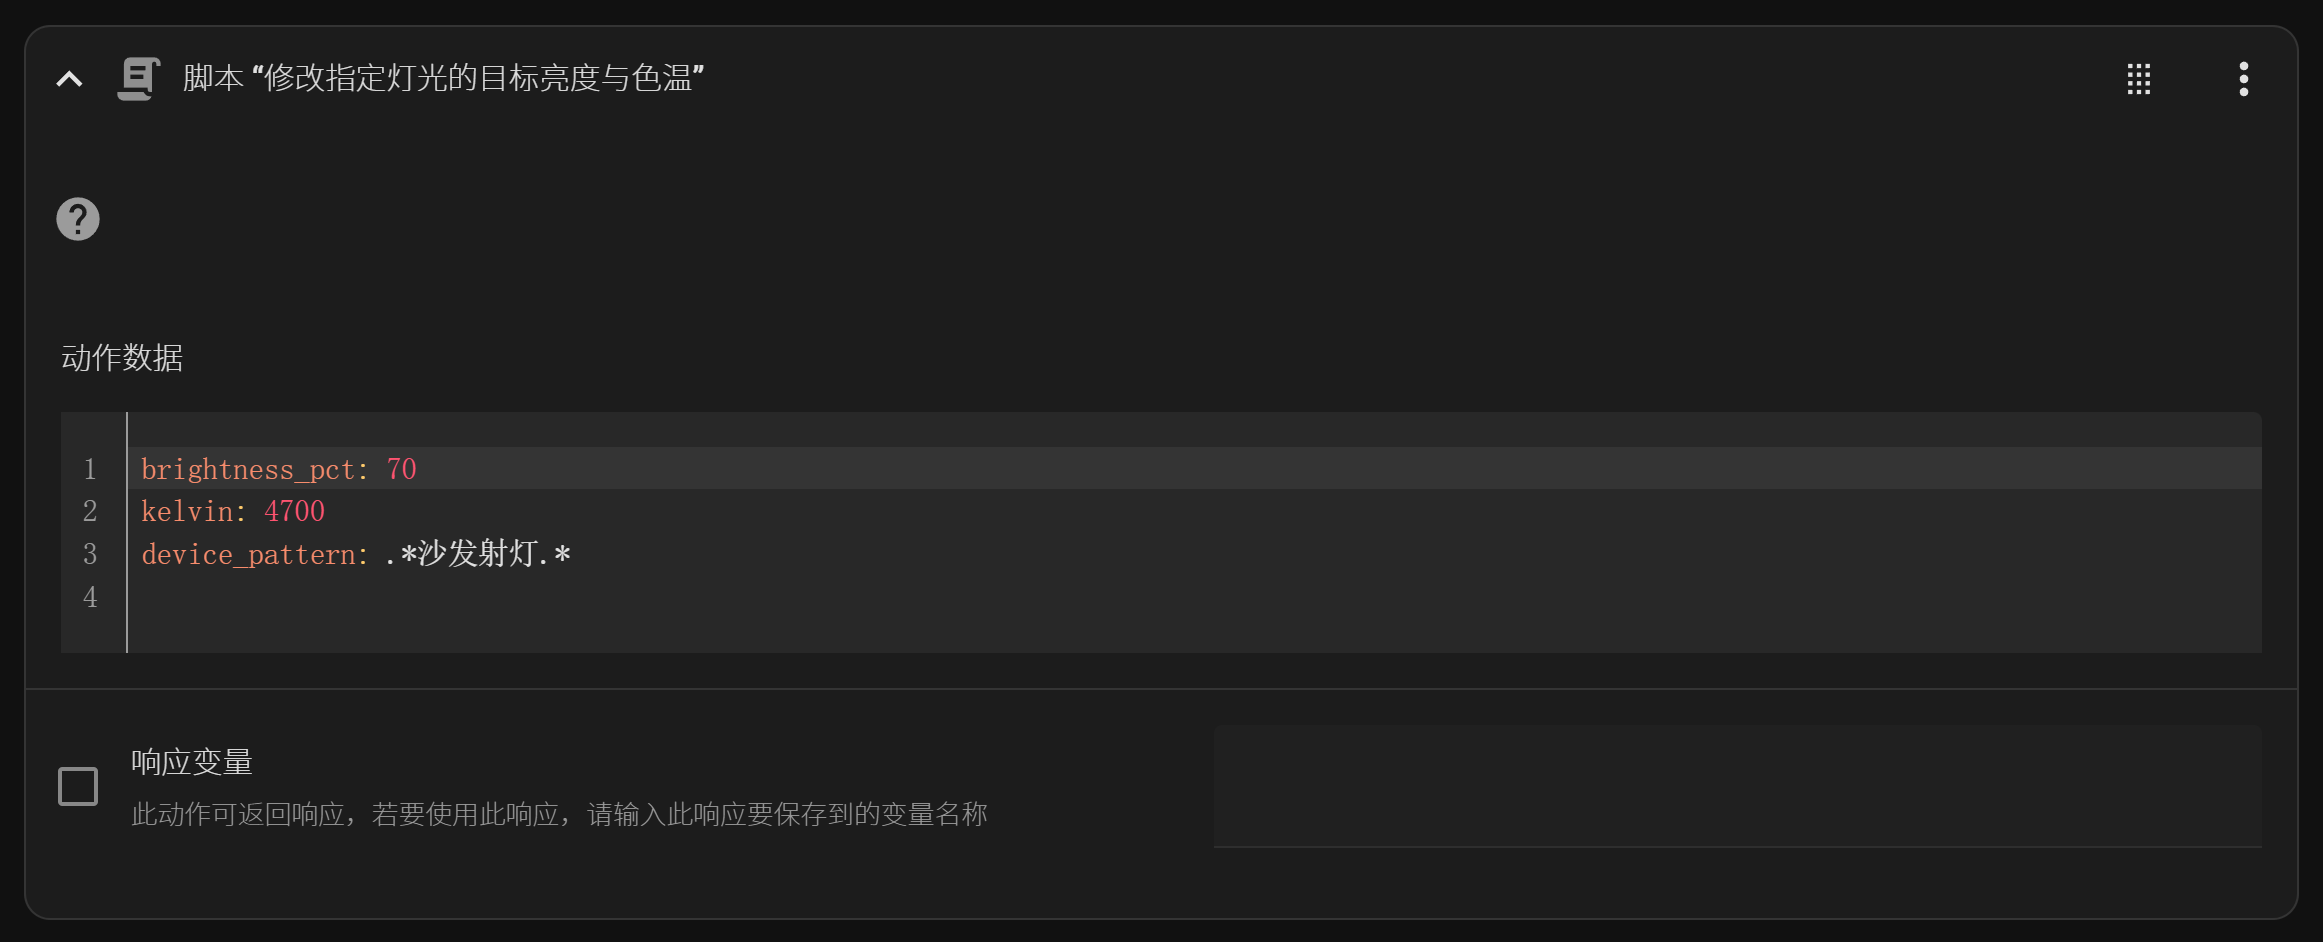 脚本 “修改指定灯光的目标亮度与色温”
动作数据
1 brightness_pct: 70
2 kelvin: 4700
3 device_pattern: .*沙发射灯.*
4
响应变量
此动作可返回响应，若要使用此响应，请输入此响应要保存到的变量名称